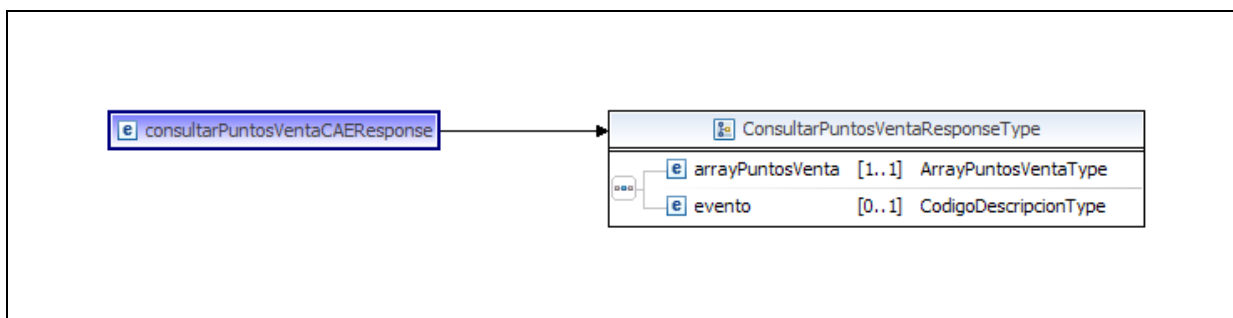 e consultarPuntosVentaCAEResponse
ConsultarPuntosVentaResponseType
e arrayPuntosVenta [1..1] ArrayPuntosVentaType
e evento [0..1] CodigoDescripcionType